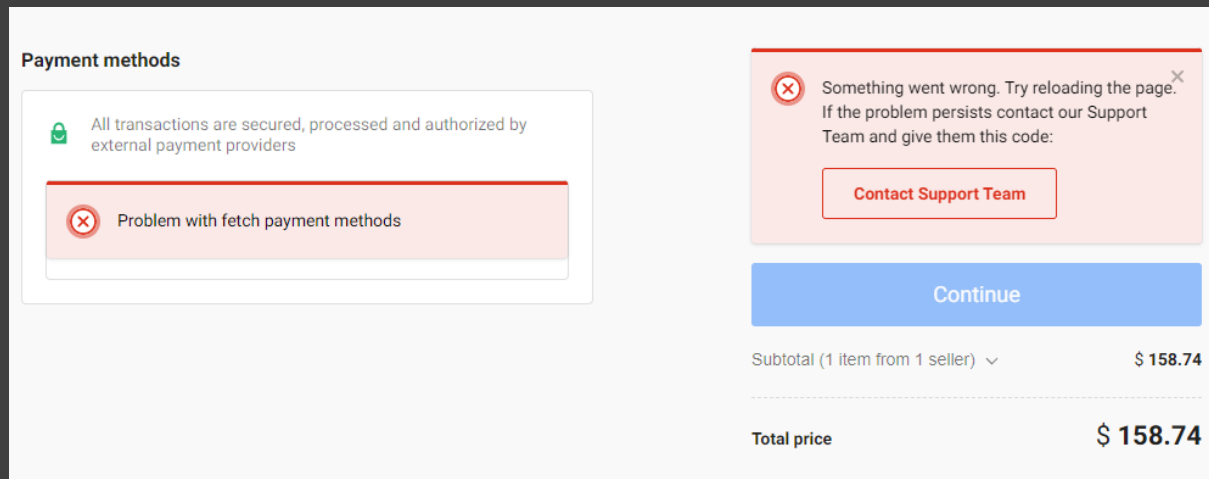 Payment methods
All transactions are secured, processed and authorized by
external payment providers
Problem with fetch payment methods
Something went wrong. Try reloading the page.
If the problem persists contact our Support
Team and give them this code:
Contact Support Team
Continue
Subtotal (1 item from 1 seller) $ 158.74
Total price $ 158.74